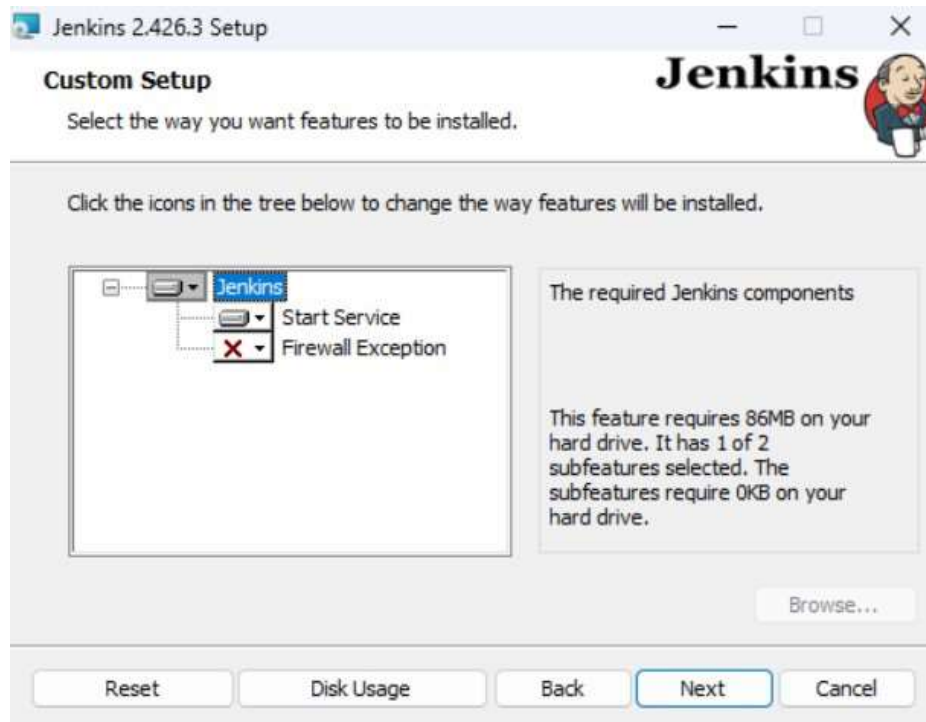 Jenkins 2.426.3 Setup
Custom Setup
Jenkins
Select the way you want features to be installed.
Click the icons in the tree below to change the way features will be installed.
Jenkins
Start Service
Firewall Exception
The required Jenkins components
This feature requires 86MB on your
hard drive. It has 1 of 2
subfeatures selected. The
subfeatures require 0KB on your
hard drive.
Browse...
Reset
Disk Usage
Back
Next
Cancel